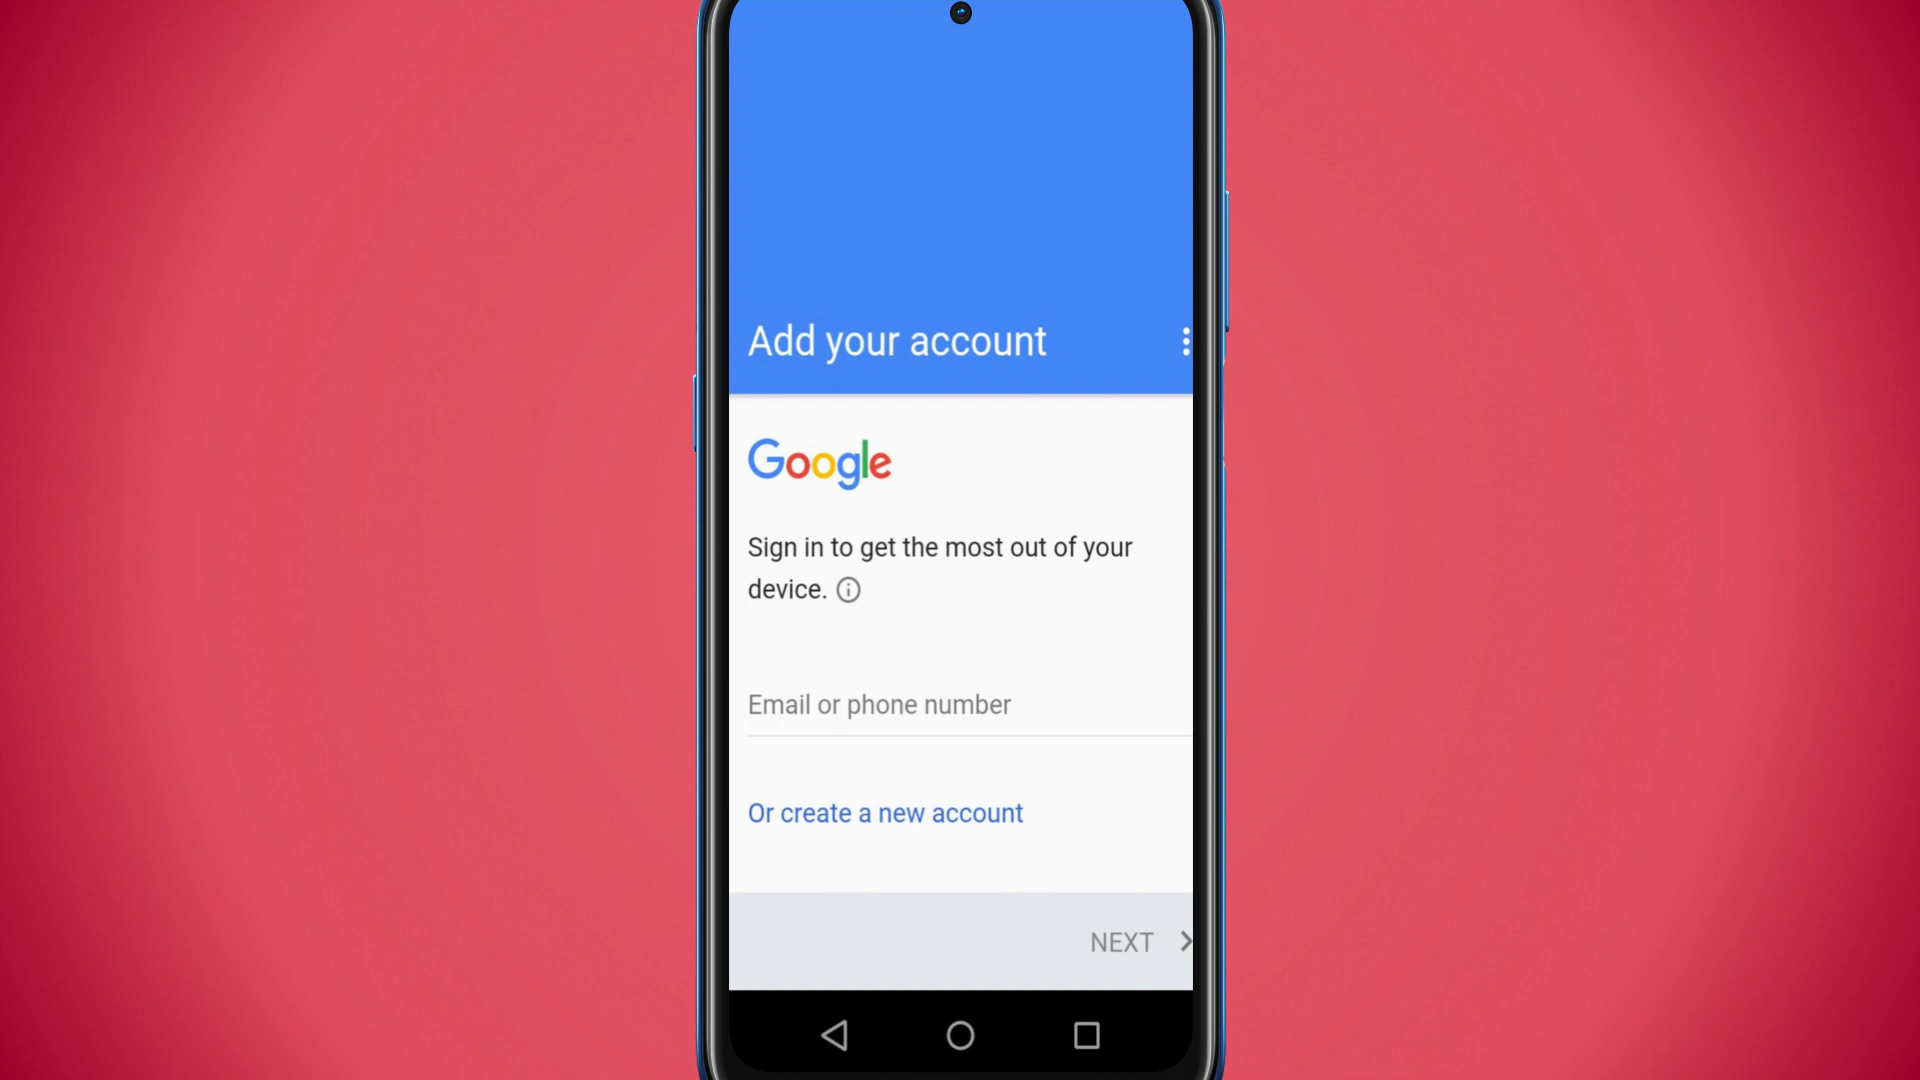 Add your account
Google
Sign in to get the most out of your
device.
Email or phone number
Or create a new account
NEXT